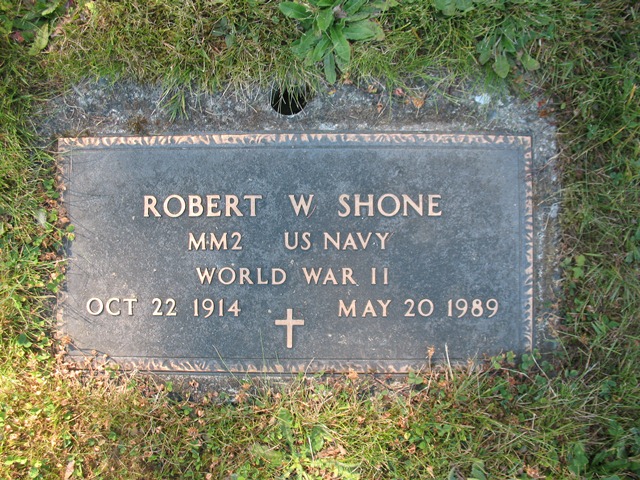 ROBERT W SHONE
MM2 US NAVY
WORLD WAR II
OCT 22 1914 MAY 20 1989